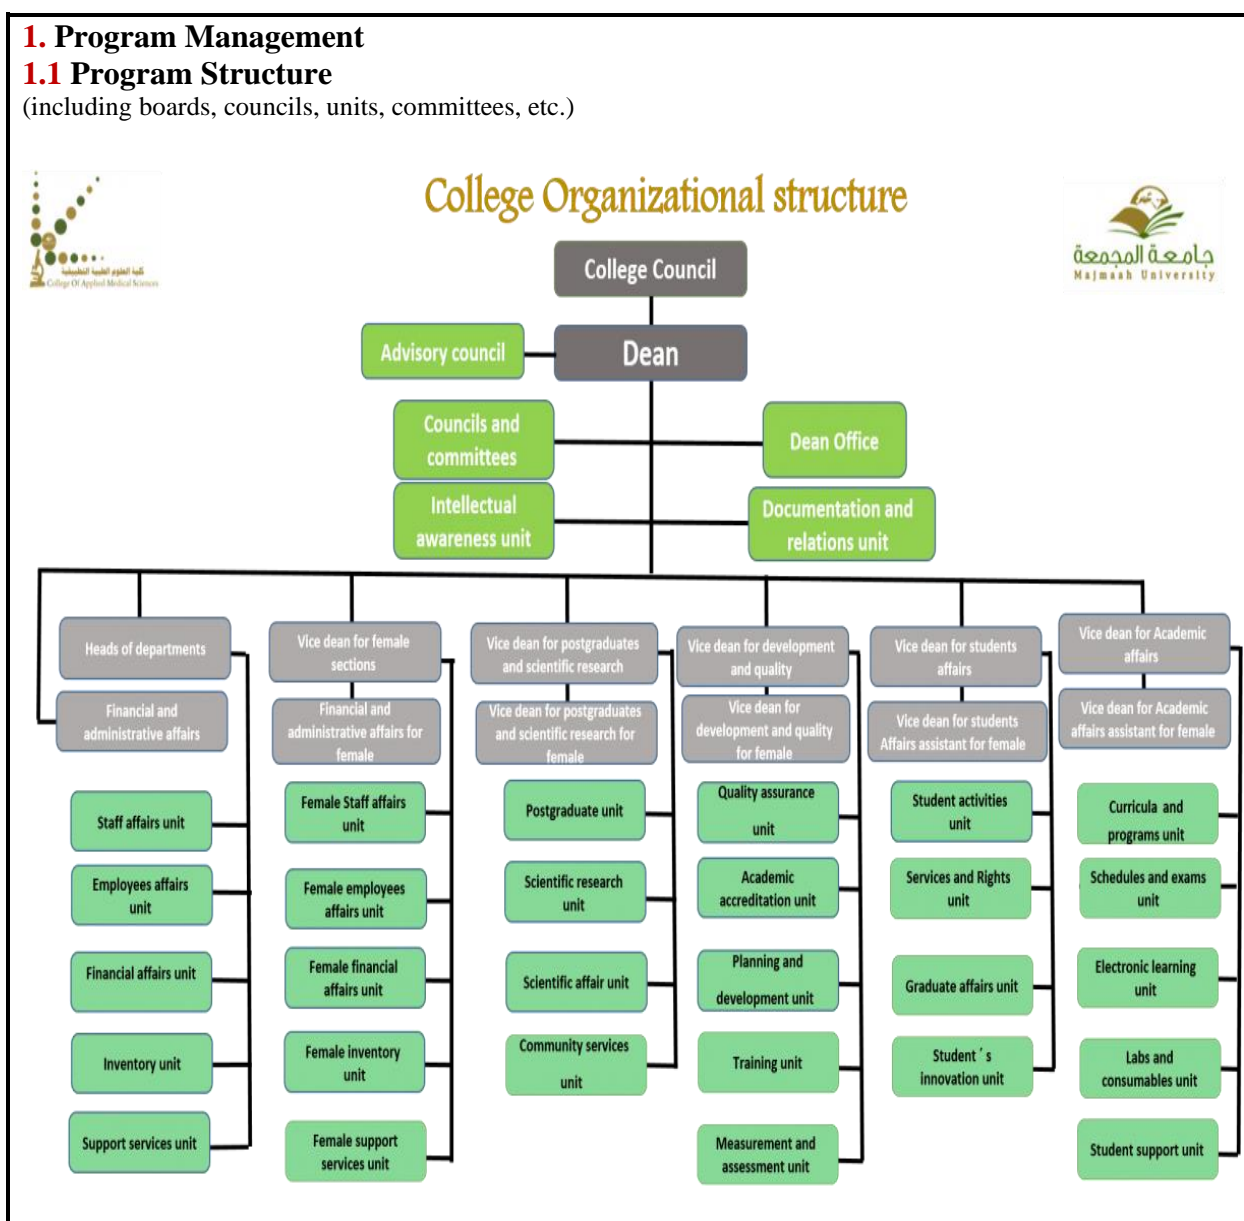 1. Program Management
1.1 Program Structure
(including boards, councils, units, committees, etc.)
كلية العلوم الطبية التطبيقية
College Of Applied Medical Sciences
College Organizational structure
جامعة المجمعة
Majmaah University
College Council
Advisory council
Dean
Councils and
committees
Dean Office
Intellectual
awareness unit
Documentation and
relations unit
Heads of departments
Vice dean for female
sections
Vice dean for postgraduates
and scientific research
Vice dean for development
and quality
Vice dean for students
affairs
Vice dean for Academic
affairs
Financial and
administrative affairs
Financial and
administrative affairs for
female
Vice dean for postgraduates
and scientific research for
female
Vice dean for
development and quality
for female
Vice dean for students
Affairs assistant for female
Vice dean for Academic
affairs assistant for female
Staff affairs unit
Female Staff affairs
unit
Postgraduate unit
Quality assurance
unit
Student activities
unit
Curricula and
programs unit
Employees affairs
unit
Female employees
affairs unit
Scientific research
unit
Academic
accreditation unit
Services and Rights
unit
Schedules and exams
unit
Financial affairs unit
Female financial
affairs unit
Scientific affair unit
Planning and
development unit
Graduate affairs unit
Electronic learning
unit
Inventory unit
Female inventory
unit
Community services
unit
Training unit
Student´s
innovation unit
Labs and
consumables unit
Support services unit
Female support
services unit
Measurement and
assessment unit
Student support unit